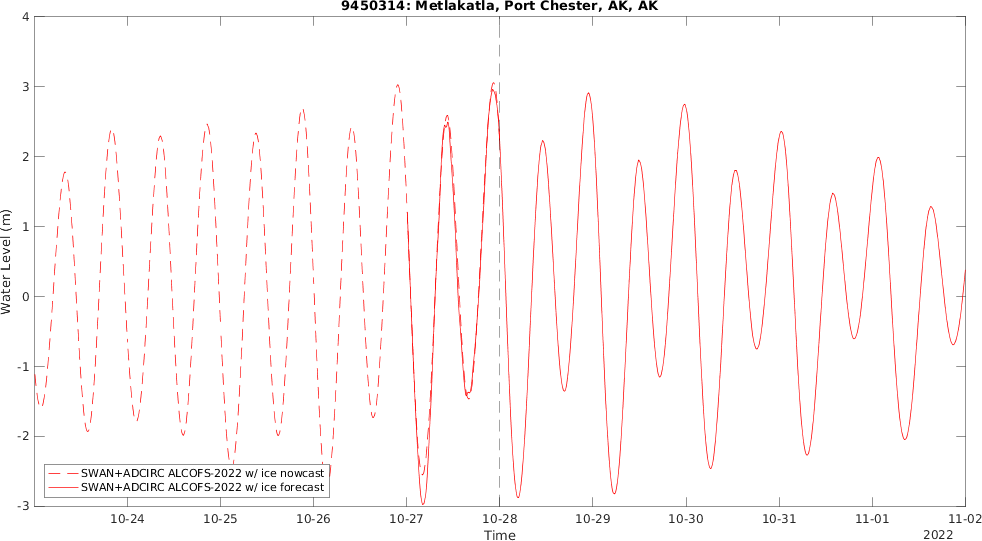 9450314: Metlakatla, Port Chester, AK, AK
4
3
2
1
0
-1
-2
-3
Water Level (m)
SWAN+ADCIRC ALCOFS-2022 w/ ice nowcast
SWAN+ADCIRC ALCOFS-2022 w/ ice forecast
10-24 10-25 10-26 10-27 10-28 10-29 10-30 10-31 11-01 11-02
Time
2022